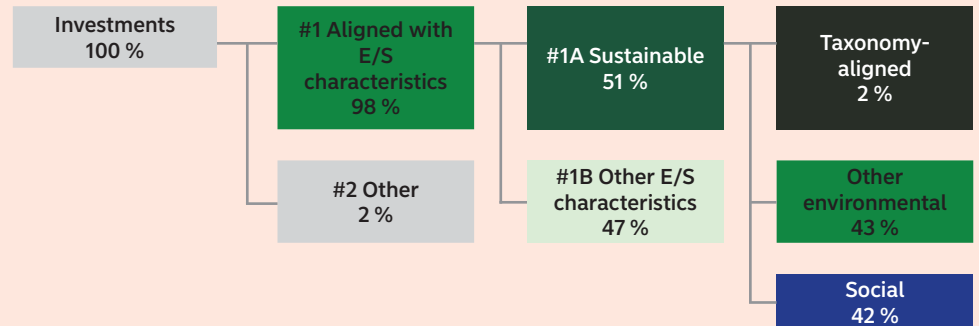 Investments
100 %
#1 Aligned with
E/S
characteristics
98 %
#1A Sustainable
51 %
Taxonomy-
aligned
2 %
#2 Other
2 %
#1B Other E/S
characteristics
47 %
Other
environmental
43 %
Social
42 %